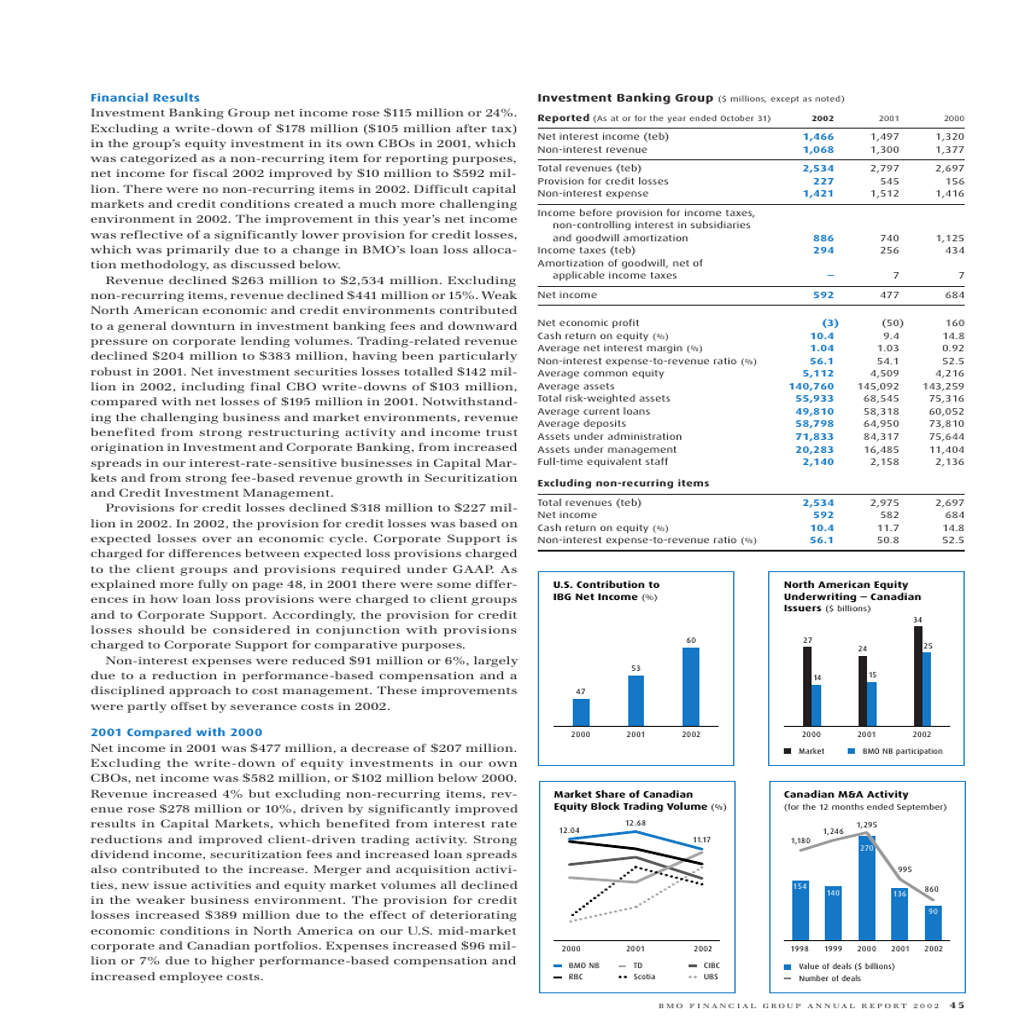 Financial Results
Investment Banking Group net income rose $115 million or 24%.
Excluding a write-down of $178 million ($105 million after tax)
in the group's equity investment in its own CBOs in 2001, which
was categorized as a non-recurring item for reporting purposes,
net income for fiscal 2002 improved by $10 million to $592 mil-
lion. There were no non-recurring items in 2002. Difficult capital
markets and credit conditions created a much more challenging
environment in 2002. The improvement in this year's net income
was reflective of a significantly lower provision for credit losses,
which was primarily due to a change in BMO's loan loss alloca-
tion methodology, as discussed below.
Revenue declined $263 million to $2,534 million. Excluding
non-recurring items, revenue declined $441 million or 15%. Weak
North American economic and credit environments contributed
to a general downturn in investment banking fees and downward
pressure on corporate lending volumes. Trading-related revenue
declined $204 million to $383 million, having been particularly
robust in 2001. Net investment securities losses totalled $142 mil-
lion in 2002, including final CBO write-downs of $103 million,
compared with net losses of $195 million in 2001. Notwithstand-
ing the challenging business and market environments, revenue
benefited from strong restructuring activity and income trust
origination in Investment and Corporate Banking, from increased
spreads in our interest-rate-sensitive businesses in Capital Mar-
kets and from strong fee-based revenue growth in Securitization
and Credit Investment Management.
Provisions for credit losses declined $318 million to $227 mil-
lion in 2002. In 2002, the provision for credit losses was based on
expected losses over an economic cycle. Corporate Support is
charged for differences between expected loss provisions charged
to the client groups and provisions required under GAAP. As
explained more fully on page 48, in 2001 there were some differ-
ences in how loan loss provisions were charged to client groups
and to Corporate Support. Accordingly, the provision for credit
losses should be considered in conjunction with provisions
charged to Corporate Support for comparative purposes.
Non-interest expenses were reduced $91 million or 6%, largely
due to a reduction in performance-based compensation and a
disciplined approach to cost management. These improvements
were partly offset by severance costs in 2002.
2001 Compared with 2000
Net income in 2001 was $477 million, a decrease of $207 million.
Excluding the write-down of equity investments in our own
CBOs, net income was $582 million, or $102 million below 2000.
Revenue increased 4% but excluding non-recurring items, rev-
enue rose $278 million or 10%, driven by significantly improved
results in Capital Markets, which benefited from interest rate
reductions and improved client-driven trading activity. Strong
dividend income, securitization fees and increased loan spreads
also contributed to the increase. Merger and acquisition activi-
ties, new issue activities and equity market volumes all declined
in the weaker business environment. The provision for credit
losses increased $389 million due to the effect of deteriorating
economic conditions in North America on our U.S. mid-market
corporate and Canadian portfolios. Expenses increased $96 mil-
lion or 7% due to higher performance-based compensation and
increased employee costs.
Investment Banking Group ($ millions, except as noted)
Reported (As at or for the year ended October 31) 2002 2001 2000
Net interest income (teb) 1,466 1,497 1,320
Non-interest revenue 1,068 1,300 1,377
Total revenues (teb) 2,534 2,797 2,697
Provision for credit losses 227 545 156
Non-interest expense 1,421 1,512 1,416
Income before provision for income taxes,
non-controlling interest in subsidiaries
and goodwill amortization 886 740 1,125
Income taxes (teb) 294 256 434
Amortization of goodwill, net of
applicable income taxes – 7 7
Net income 592 477 684
Net economic profit (3) (50) 160
Cash return on equity (%) 10.4 9.4 14.8
Average net interest margin (%) 1.04 1.03 0.92
Non-interest expense-to-revenue ratio (%) 56.1 54.1 52.5
Average common equity 5,112 4,509 4,216
Average assets 140,760 145,092 143,259
Total risk-weighted assets 55,933 68,545 75,316
Average current loans 49,810 58,318 60,052
Average deposits 58,798 64,950 73,810
Assets under administration 71,833 84,317 75,644
Assets under management 20,283 16,485 11,404
Full-time equivalent staff 2,140 2,158 2,136
Excluding non-recurring items
Total revenues (teb) 2,534 2,975 2,697
Net income 592 582 684
Cash return on equity (%) 10.4 11.7 14.8
Non-interest expense-to-revenue ratio (%) 56.1 50.8 52.5
U.S. Contribution to
IBG Net Income (%)
60
53
47
2000 2001 2002
North American Equity
Underwriting – Canadian
Issuers ($ billions)
34
27
24
25
14
15
2000 2001 2002
Market BMO NB participation
Market Share of Canadian
Equity Block Trading Volume (%)
12.04 12.68 11.17
2000 2001 2002
BMO NB TD CIBC
RBC Scotia UBS
Canadian M&A Activity
(for the 12 months ended September)
1,180 1,246 1,295
270
995
860
154 140 136 90
1998 1999 2000 2001 2002
Value of deals ($ billions)
Number of deals
BMO FINANCIAL GROUP ANNUAL REPORT 2002 45